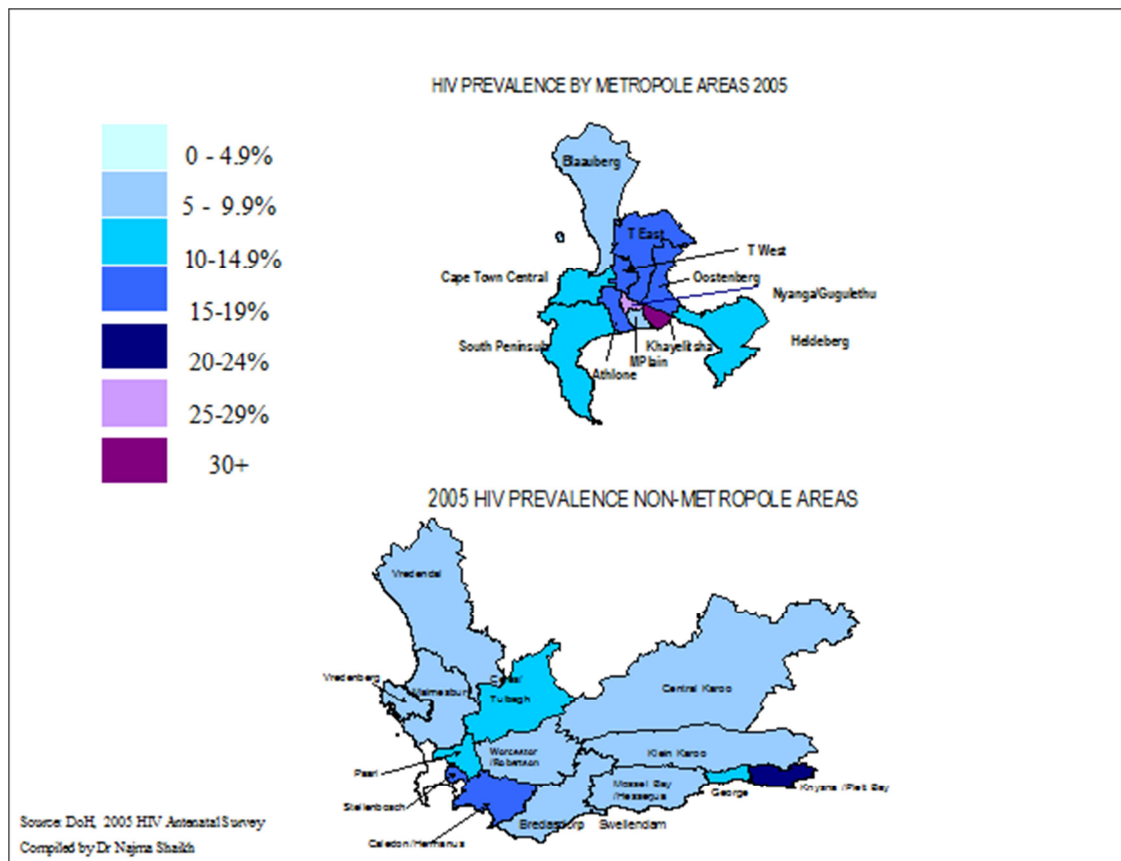 HIV PREVALENCE BY METROPOLE AREAS 2005
0 - 4.9%
5 - 9.9%
10-14.9%
15-19%
20-24%
25-29%
30+
Blaauberg
T East
T West
Cape Town Central
Oostenberg
Nyanga/Gugulethu
South Peninsula
Khayelitsha
Heldeberg
MPlain
Athlone
2005 HIV PREVALENCE NON-METROPOLE AREAS
Vredendal
Vredenberg
Malmesbury
Ceres/
Tulbagh
Central Karoo
Worcester
/Robertson
Klein Karoo
Paarl
Mossel Bay
/Hessequa
George
Knysna /Plet Bay
Stellenbosch
Bredasdorp Swellendam
Caledon/Hermanus
Source: DoH, 2005 HIV Antenatal Survey
Compiled by Dr Najma Shaikh